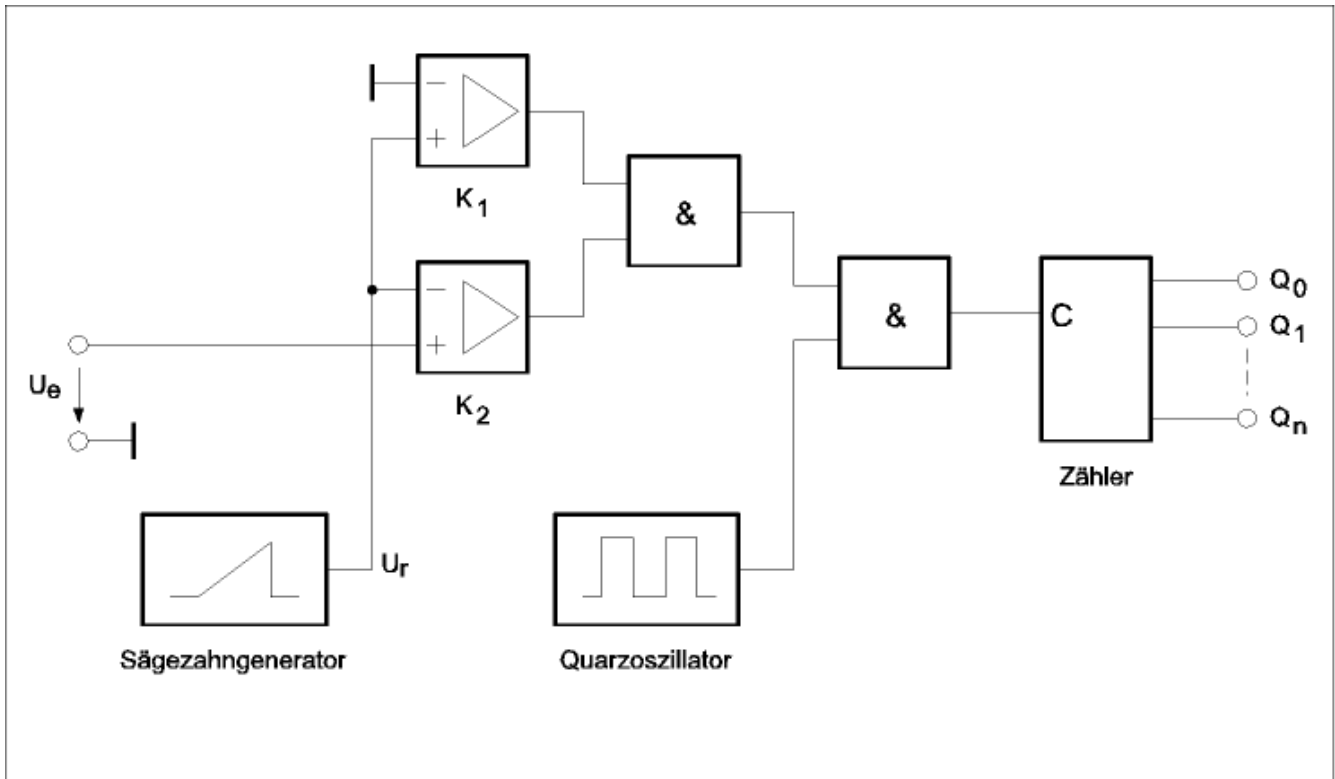 −
+
K1
&
−
+
K2
Ue
&
C
Q0
Q1
Qn
Zähler
Ur
Sägezahngenerator
Quarzoszillator